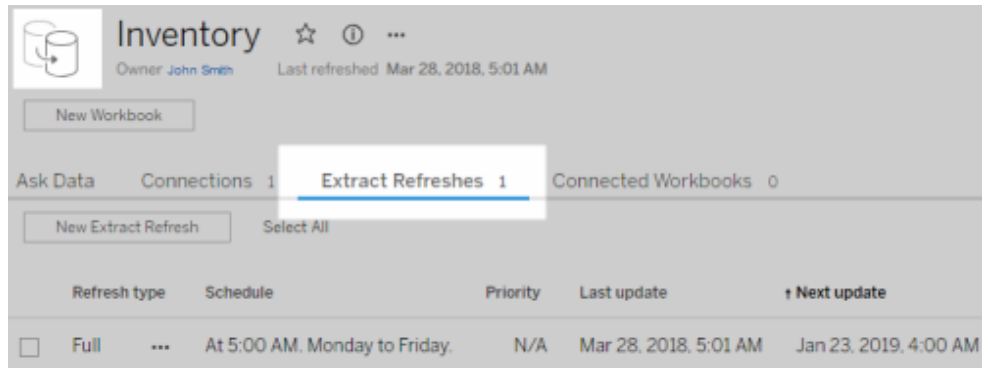 Inventory ...
Owner John Smith Last refreshed Mar 28, 2018, 5:01 AM
New Workbook
Ask Data Connections 1 Extract Refreshes 1 Connected Workbooks 0
New Extract Refresh Select All
Refresh type Schedule Priority Last update ↑ Next update
Full ... At 5:00 AM. Monday to Friday. N/A Mar 28, 2018, 5:01 AM Jan 23, 2019, 4:00 AM